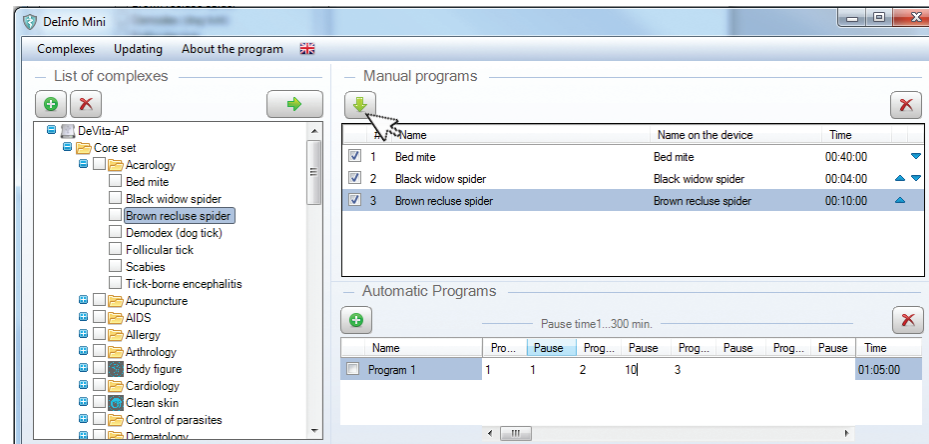 DeInfo Mini
Complexes Updating About the program
List of complexes
DeVita-AP
Core set
Acarology
Bed mite
Black widow spider
Brown recluse spider
Demodex (dog tick)
Follicular tick
Scabies
Tick-borne encephalitis
Acupuncture
AIDS
Allergy
Arthrology
Body figure
Cardiology
Clean skin
Control of parasites
Dermatology
Manual programs
# Name Name on the device Time
1 Bed mite Bed mite 00:40:00
2 Black widow spider Black widow spider 00:04:00
3 Brown recluse spider Brown recluse spider 00:10:00
Automatic Programs
Pause time1...300 min.
Name Pro... Pause Prog... Pause Prog... Pause Prog... Pause Time
Program 1 1 1 2 10 3 01:05:00